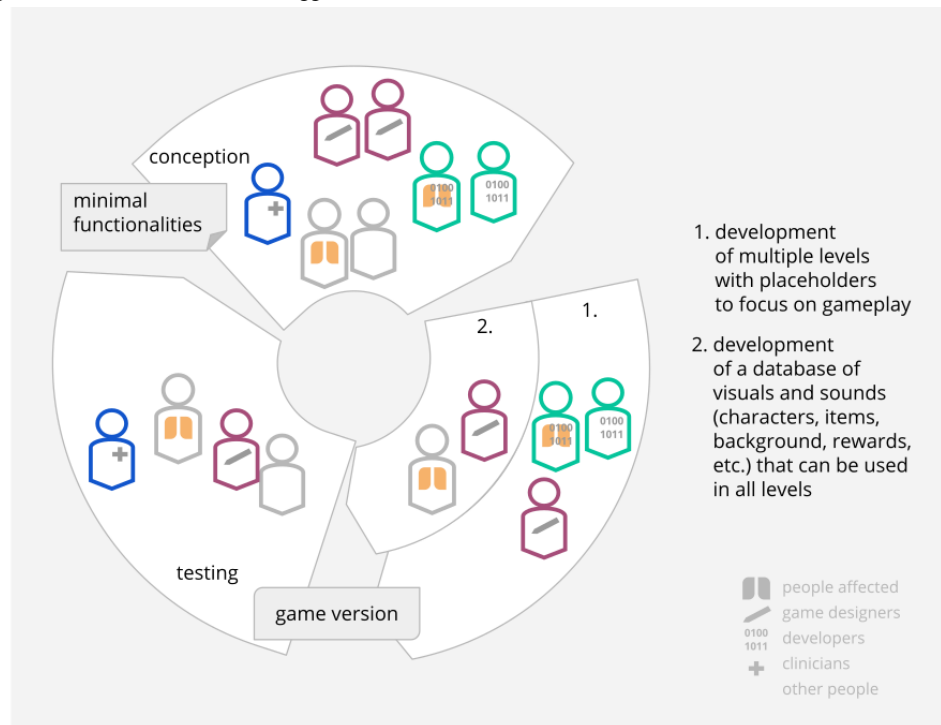 conception
minimal
functionalities
0100
1011
0100
1011
1. development
of multiple levels
with placeholders
to focus on gameplay
2. development
of a database of
visuals and sounds
(characters, items,
background, rewards,
etc.) that can be used
in all levels
1.
2.
0100
1011
0100
1011
testing
game version
people affected
game designers
0100
1011
developers
clinicians
other people